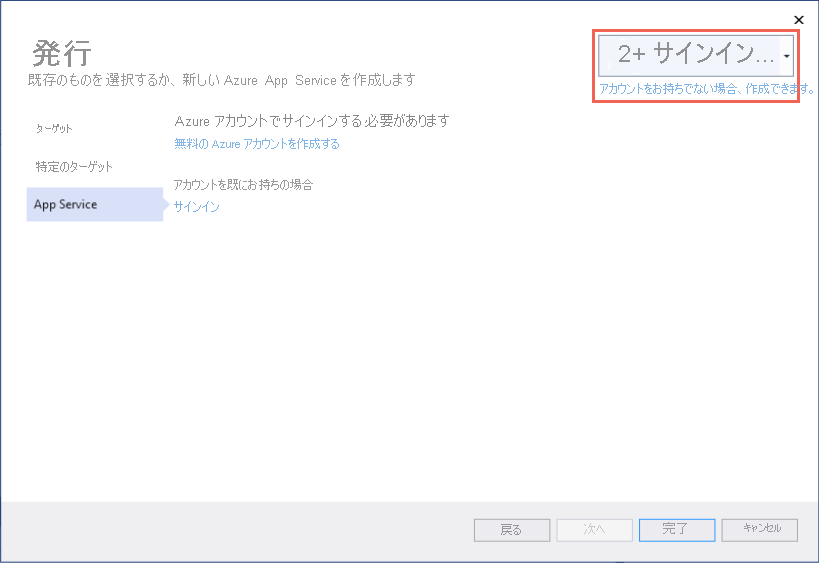 発行
既存のものを選択するか、新しい Azure App Service を作成します
2+ サインイン...
アカウントをお持ちでない場合、作成できます。
ターゲット
特定のターゲット
App Service
Azure アカウントでサインインする必要があります
無料の Azure アカウントを作成する
アカウントを既にお持ちの場合
サインイン
戻る
次へ
完了
キャンセル